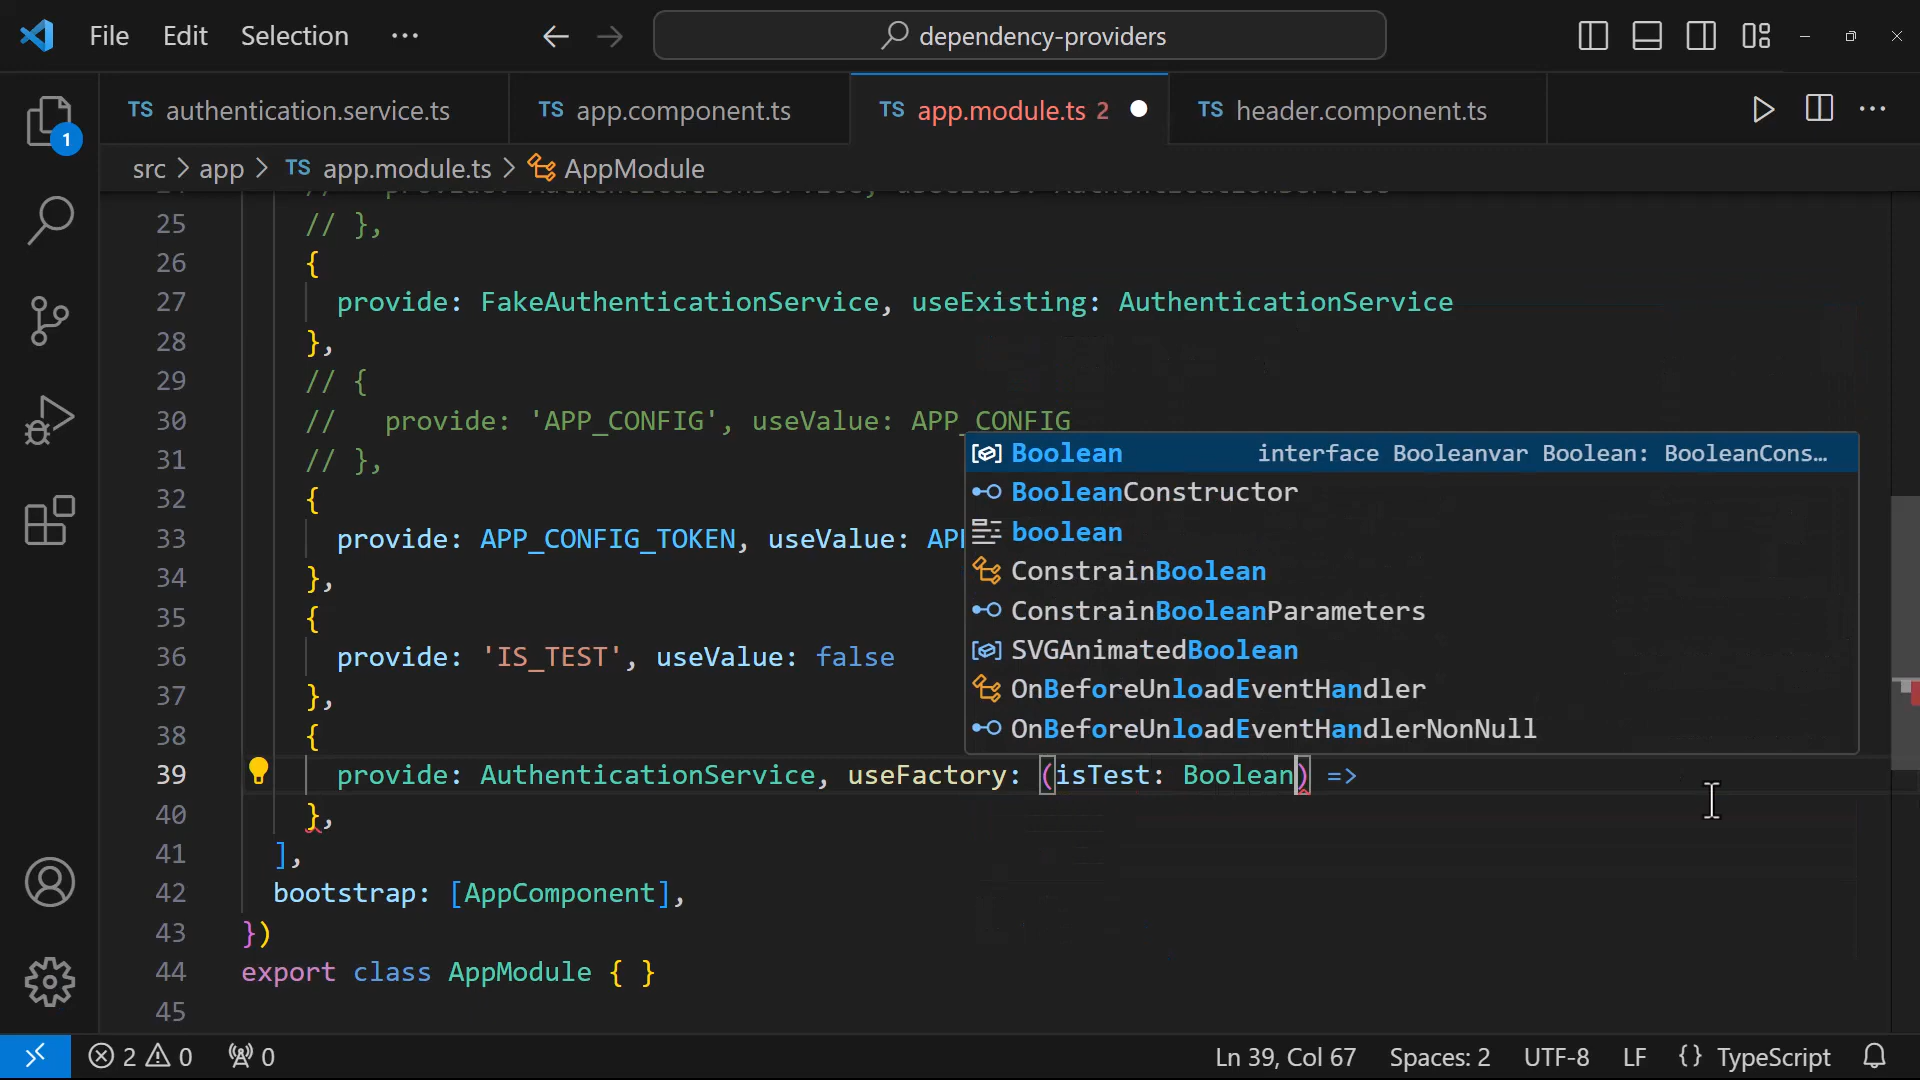 File Edit Selection ··· dependency-providers
TS authentication.service.ts TS app.component.ts TS app.module.ts 2 TS header.component.ts
src > app > TS app.module.ts > AppModule
25 // },
26 {
27 provide: FakeAuthenticationService, useExisting: AuthenticationService
28 },
29 // {
30 // provide: 'APP_CONFIG', useValue: APP_CONFIG
31 // },
32 {
33 provide: APP_CONFIG_TOKEN, useValue:
34 },
35 {
36 provide: 'IS_TEST', useValue: false
37 },
38 {
39 provide: AuthenticationService, useFactory: (isTest: Boolean) =>
40 },
41 ],
42 bootstrap: [AppComponent],
43 })
44 export class AppModule { }
45
Boolean interface Booleanvar Boolean: BooleanCons…
BooleanConstructor
boolean
ConstrainBoolean
ConstrainBooleanParameters
SVGAnimatedBoolean
OnBeforeUnloadEventHandler
OnBeforeUnloadEventHandlerNonNull
1
2 0 0 Ln 39, Col 67 Spaces: 2 UTF-8 LF {} TypeScript